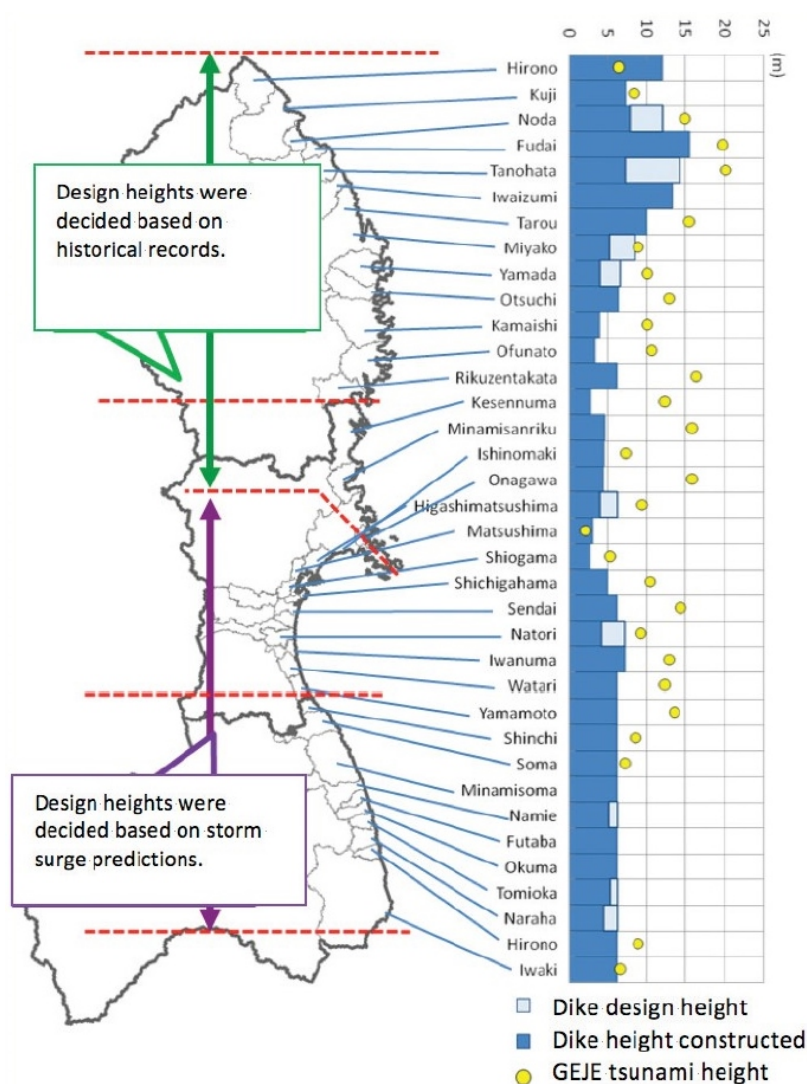 0 5 10 15 20 25
(m)
Hirono
Kuji
Noda
Fudai
Tanohata
Iwaizumi
Tarou
Miyako
Yamada
Otsuchi
Kamaishi
Ofunato
Rikuzentakata
Kesennuma
Minamisanriku
Ishinomaki
Onagawa
Higashimatsushima
Matsushima
Shiogama
Shichigahama
Sendai
Natori
Iwanuma
Watari
Yamamoto
Shinchi
Soma
Minamisoma
Namie
Futaba
Okuma
Tomioka
Naraha
Hirono
Iwaki
Design heights were
decided based on
historical records.
Design heights were
decided based on storm
surge predictions.
Dike design height
Dike height constructed
GEJE tsunami height